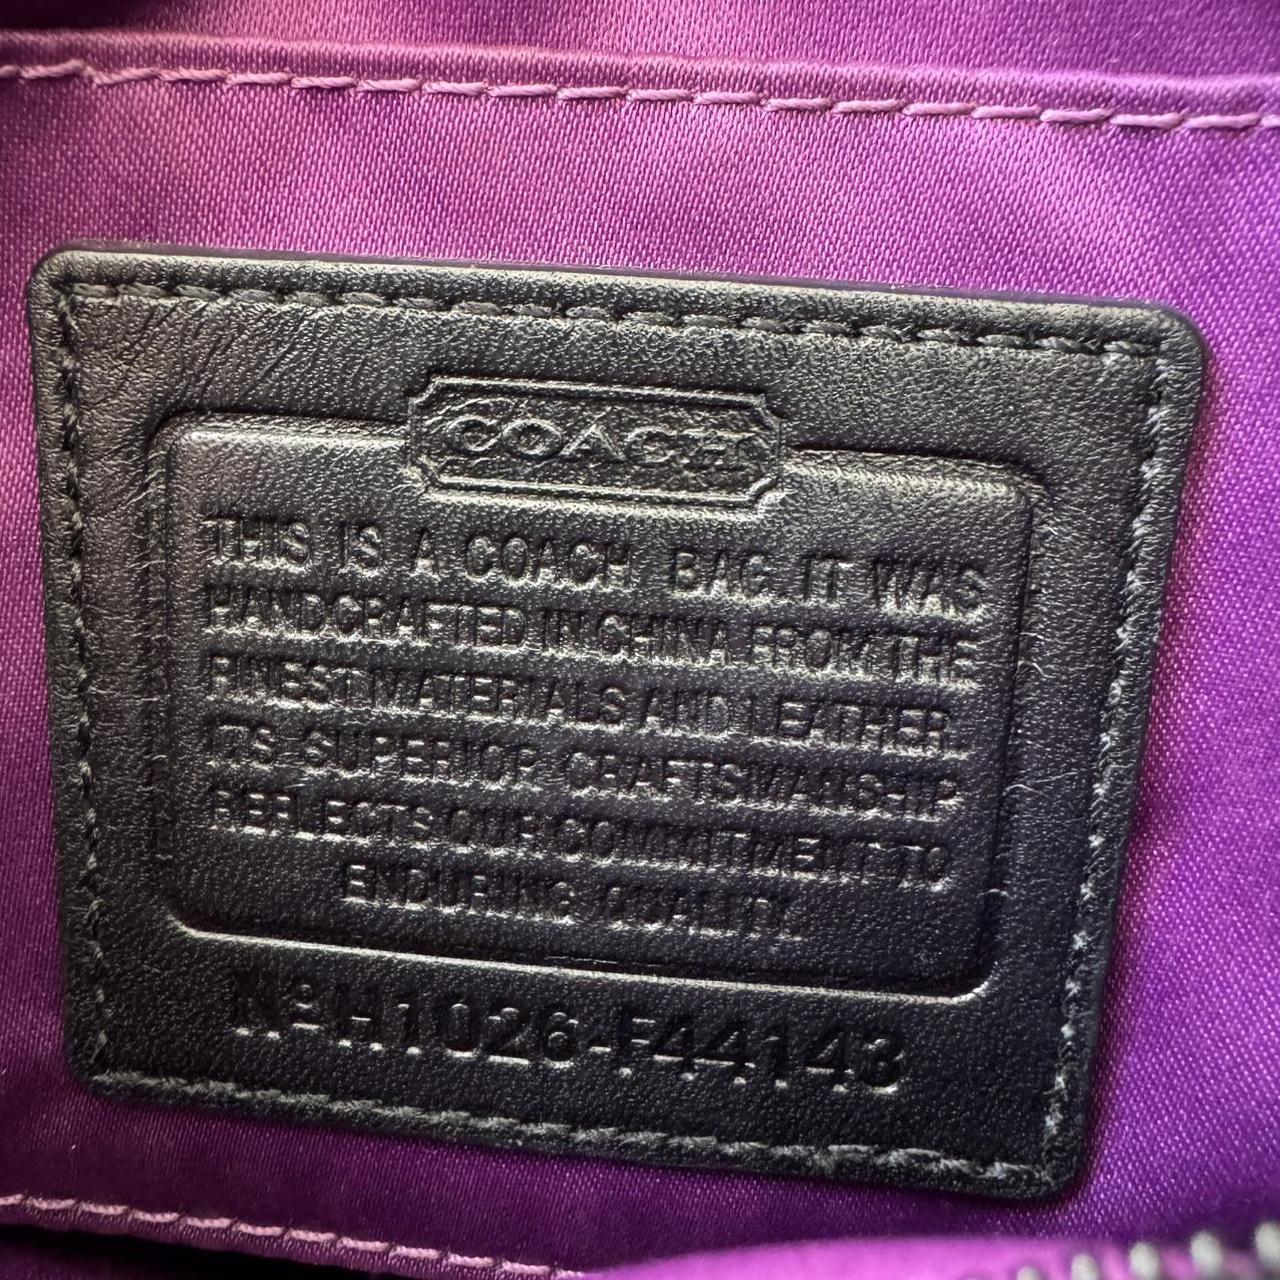 COACH
THIS IS A COACH BAG. IT WAS
HANDCRAFTED IN CHINA FROM THE
FINEST MATERIALS AND LEATHER.
ITS SUPERIOR CRAFTSMANSHIP
REFLECTS OUR COMMITMENT TO
ENDURING QUALITY.
Nº H1026-F44143